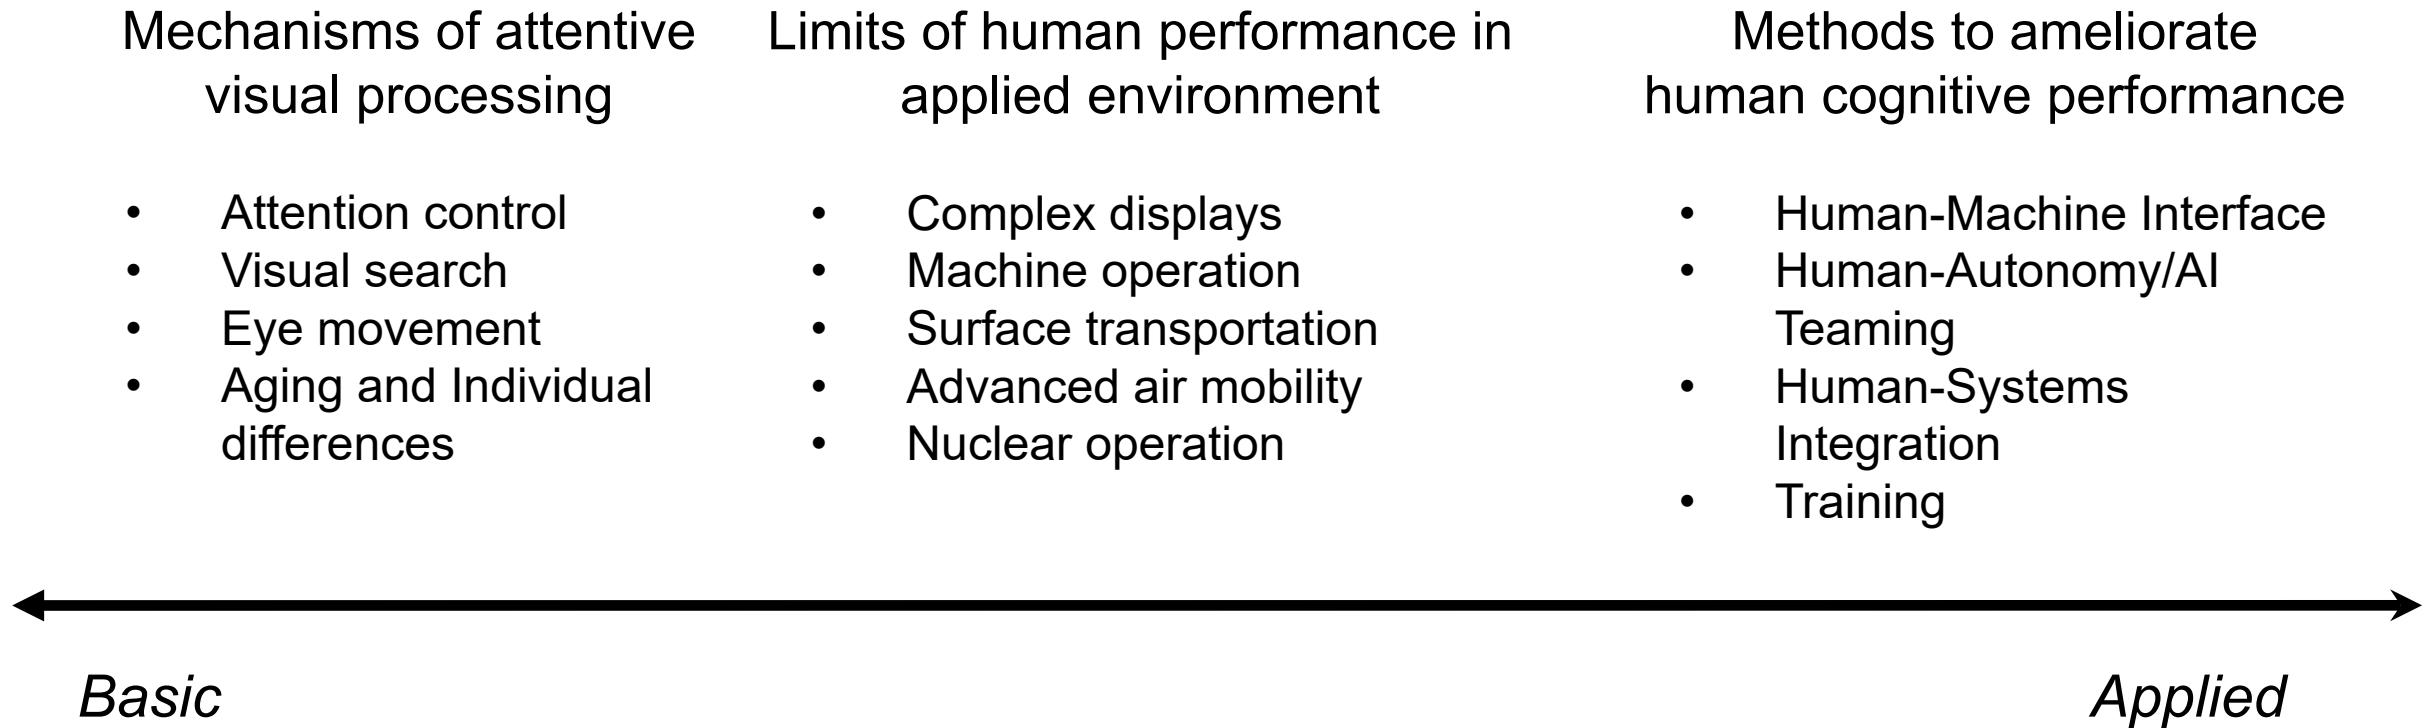 Mechanisms of attentive
visual processing
• Attention control
• Visual search
• Eye movement
• Aging and Individual
differences
Limits of human performance in
applied environment
• Complex displays
• Machine operation
• Surface transportation
• Advanced air mobility
• Nuclear operation
Methods to ameliorate
human cognitive performance
• Human-Machine Interface
• Human-Autonomy/AI
Teaming
• Human-Systems
Integration
• Training
Basic
Applied